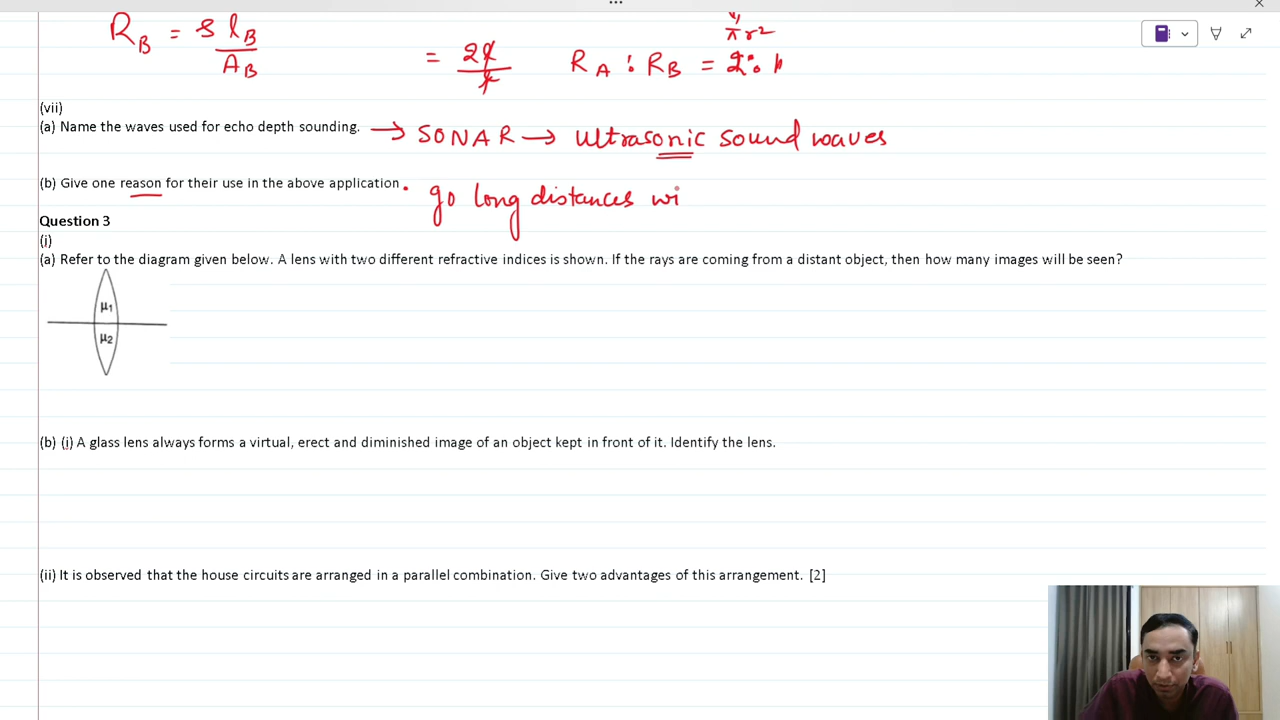 R_B = 8 l_B / A_B
π r²
= 2
R_A : R_B = 2 : 1
(vii)
(a) Name the waves used for echo depth sounding. → SONAR → Ultrasonic sound waves
(b) Give one reason for their use in the above application. go long distances wi
Question 3
(i)
(a) Refer to the diagram given below. A lens with two different refractive indices is shown. If the rays are coming from a distant object, then how many images will be seen?
μ1
μ2
(b) (i) A glass lens always forms a virtual, erect and diminished image of an object kept in front of it. Identify the lens.
(ii) It is observed that the house circuits are arranged in a parallel combination. Give two advantages of this arrangement. [2]